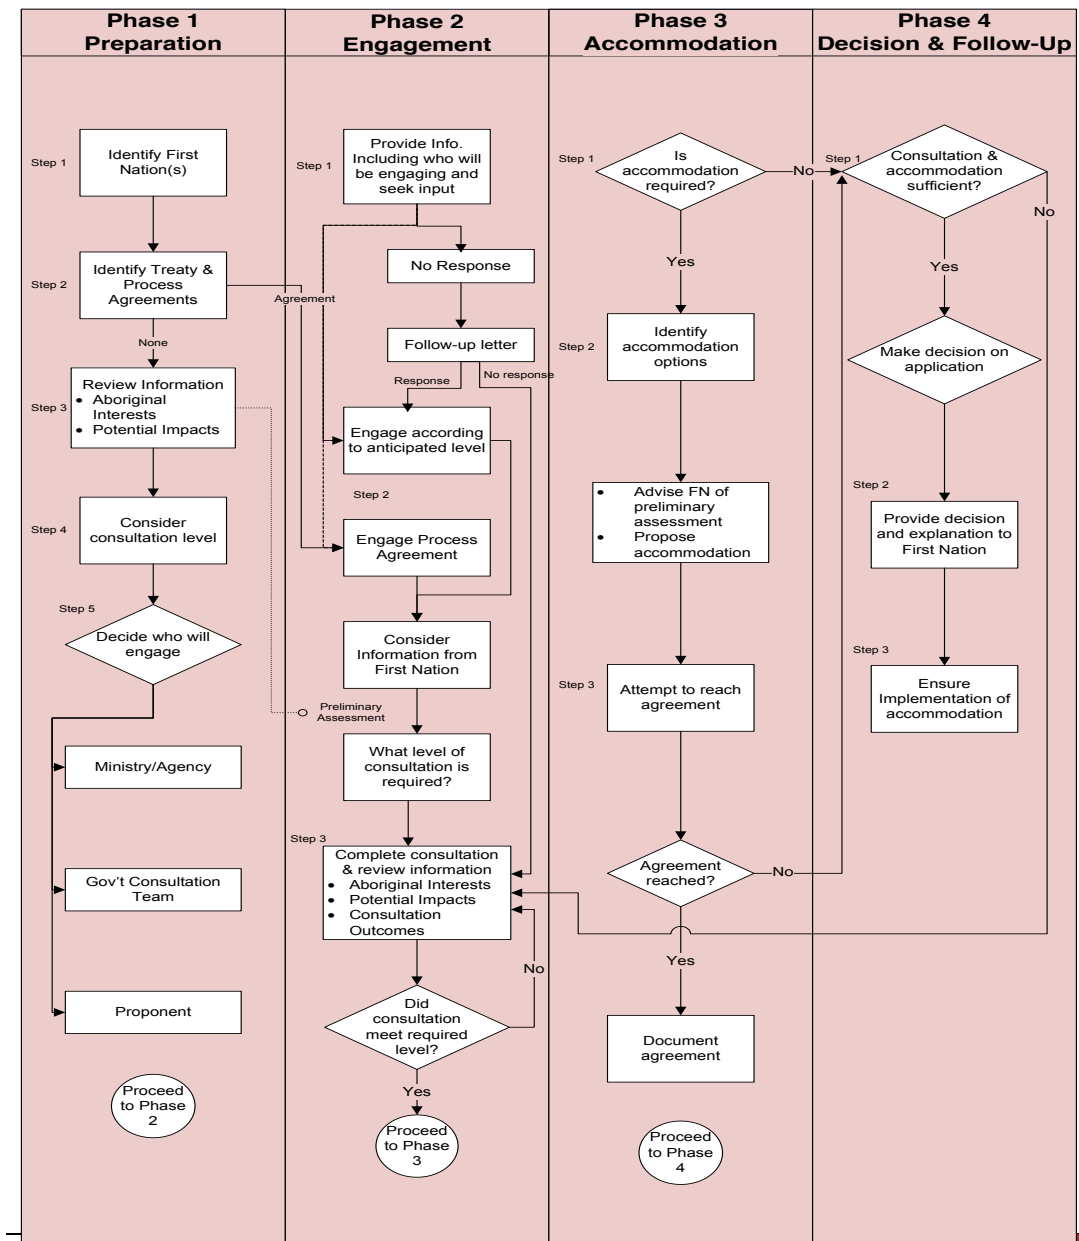 Phase 1
Preparation
Phase 2
Engagement
Phase 3
Accommodation
Phase 4
Decision & Follow-Up
Step 1
Identify First
Nation(s)
Step 2
Identify Treaty &
Process
Agreements
Agreement
None
Step 3
Review Information
• Aboriginal
Interests
• Potential Impacts
Step 4
Consider
consultation level
Step 5
Decide who will
engage
Ministry/Agency
Gov't Consultation
Team
Proponent
Proceed
to Phase
2
Step 1
Provide Info.
Including who will
be engaging and
seek input
No Response
Follow-up letter
Response
No response
Engage according
to anticipated level
Step 2
Engage Process
Agreement
Consider
Information from
First Nation
Preliminary
Assessment
What level of
consultation is
required?
Step 3
Complete consultation
& review information
• Aboriginal Interests
• Potential Impacts
• Consultation
Outcomes
No
Did
consultation
meet required
level?
Yes
Proceed
to Phase
3
Step 1
Is
accommodation
required?
No
Yes
Step 2
Identify
accommodation
options
• Advise FN of
preliminary
assessment
• Propose
accommodation
Step 3
Attempt to reach
agreement
Agreement
reached?
No
Yes
Document
agreement
Proceed
to Phase
4
Step 1
Consultation &
accommodation
sufficient?
No
Yes
Make decision on
application
Step 2
Provide decision
and explanation to
First Nation
Step 3
Ensure
Implementation of
accommodation